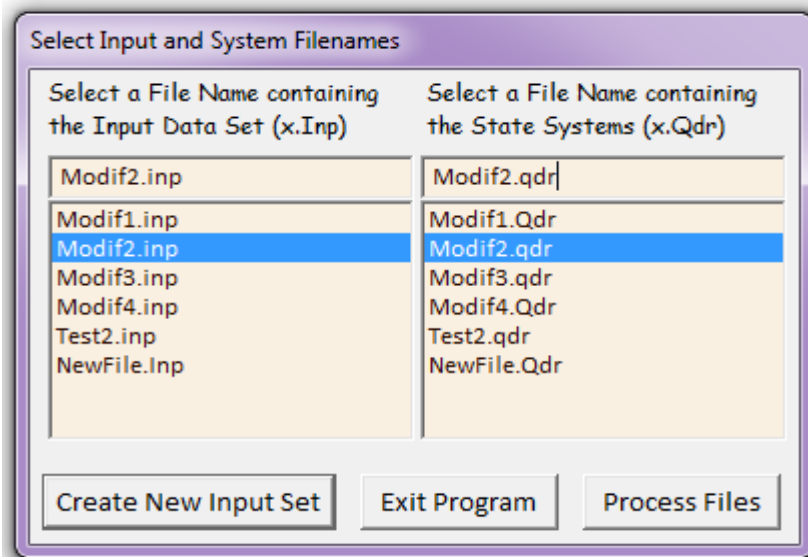 Select Input and System Filenames
Select a File Name containing
the Input Data Set (x.Inp)
Modif2.inp
Modif1.inp
Modif2.inp
Modif3.inp
Modif4.inp
Test2.inp
NewFile.Inp
Select a File Name containing
the State Systems (x.Qdr)
Modif2.qdr
Modif1.Qdr
Modif2.qdr
Modif3.qdr
Modif4.Qdr
Test2.qdr
NewFile.Qdr
Create New Input Set
Exit Program
Process Files